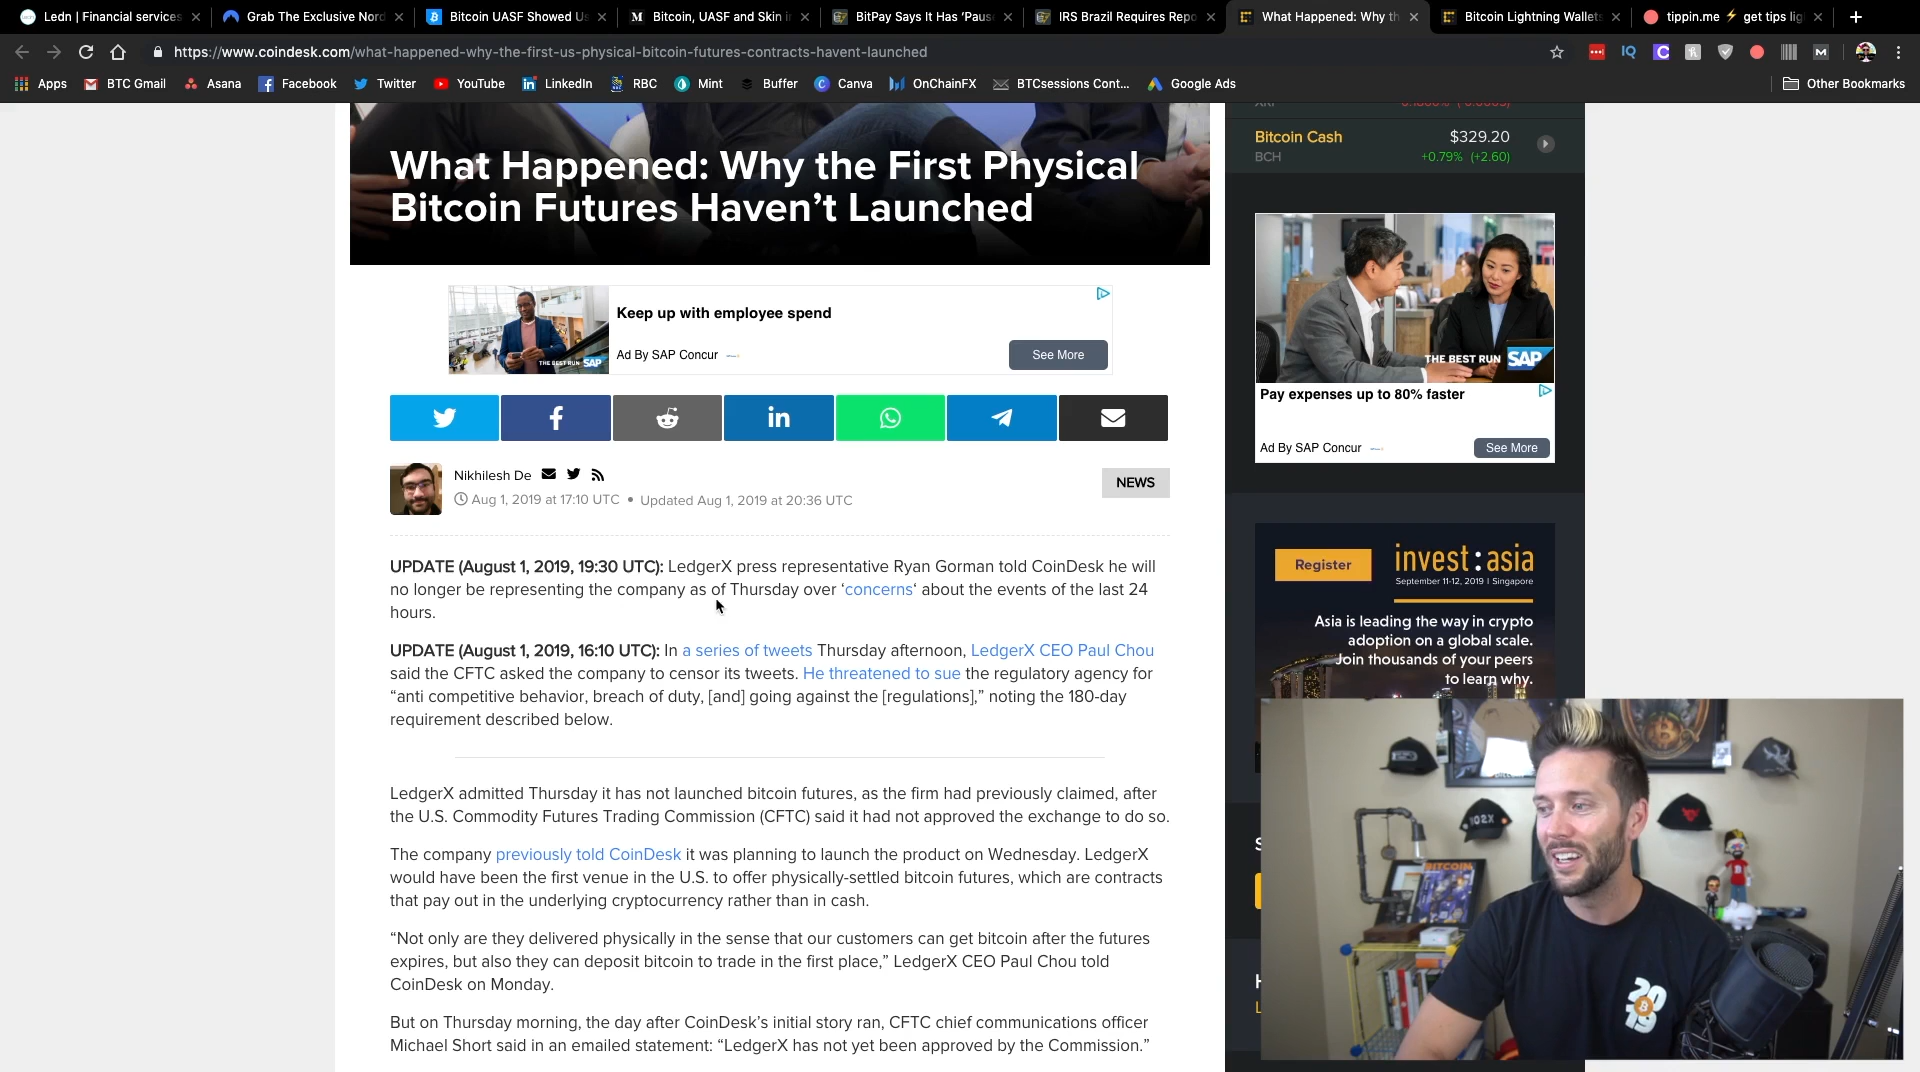 Ledn | Financial services
Grab The Exclusive Nord
Bitcoin UASF Showed Us
Bitcoin, UASF and Skin in
BitPay Says It Has ‘Paus
IRS Brazil Requires Repo
What Happened: Why th
Bitcoin Lightning Wallets
tippin.me ⚡ get tips lig
https://www.coindesk.com/what-happened-why-the-first-us-physical-bitcoin-futures-contracts-havent-launched
IQ
Apps
BTC Gmail
Asana
Facebook
Twitter
YouTube
LinkedIn
RBC
Mint
Buffer
Canva
OnChainFX
BTCsessions Cont...
Google Ads
Other Bookmarks
What Happened: Why the First Physical
Bitcoin Futures Haven’t Launched
Keep up with employee spend
Ad By SAP Concur
See More
THE BEST RUN SAP
Nikhilesh De
Aug 1, 2019 at 17:10 UTC • Updated Aug 1, 2019 at 20:36 UTC
NEWS
UPDATE (August 1, 2019, 19:30 UTC): LedgerX press representative Ryan Gorman told CoinDesk he will
no longer be representing the company as of Thursday over ‘concerns‘ about the events of the last 24
hours.
UPDATE (August 1, 2019, 16:10 UTC): In a series of tweets Thursday afternoon, LedgerX CEO Paul Chou
said the CFTC asked the company to censor its tweets. He threatened to sue the regulatory agency for
“anti competitive behavior, breach of duty, [and] going against the [regulations],” noting the 180-day
requirement described below.
LedgerX admitted Thursday it has not launched bitcoin futures, as the firm had previously claimed, after
the U.S. Commodity Futures Trading Commission (CFTC) said it had not approved the exchange to do so.
The company previously told CoinDesk it was planning to launch the product on Wednesday. LedgerX
would have been the first venue in the U.S. to offer physically-settled bitcoin futures, which are contracts
that pay out in the underlying cryptocurrency rather than in cash.
“Not only are they delivered physically in the sense that our customers can get bitcoin after the futures
expires, but also they can deposit bitcoin to trade in the first place,” LedgerX CEO Paul Chou told
CoinDesk on Monday.
But on Thursday morning, the day after CoinDesk’s initial story ran, CFTC chief communications officer
Michael Short said in an emailed statement: “LedgerX has not yet been approved by the Commission.”
Bitcoin Cash
$329.20
BCH
+0.79% (+2.60)
THE BEST RUN SAP
Pay expenses up to 80% faster
Ad By SAP Concur
See More
Register
invest:asia
September 11-12, 2019 | Singapore
Asia is leading the way in crypto
adoption on a global scale.
Join thousands of your peers
to learn why.
BITCOIN
2019